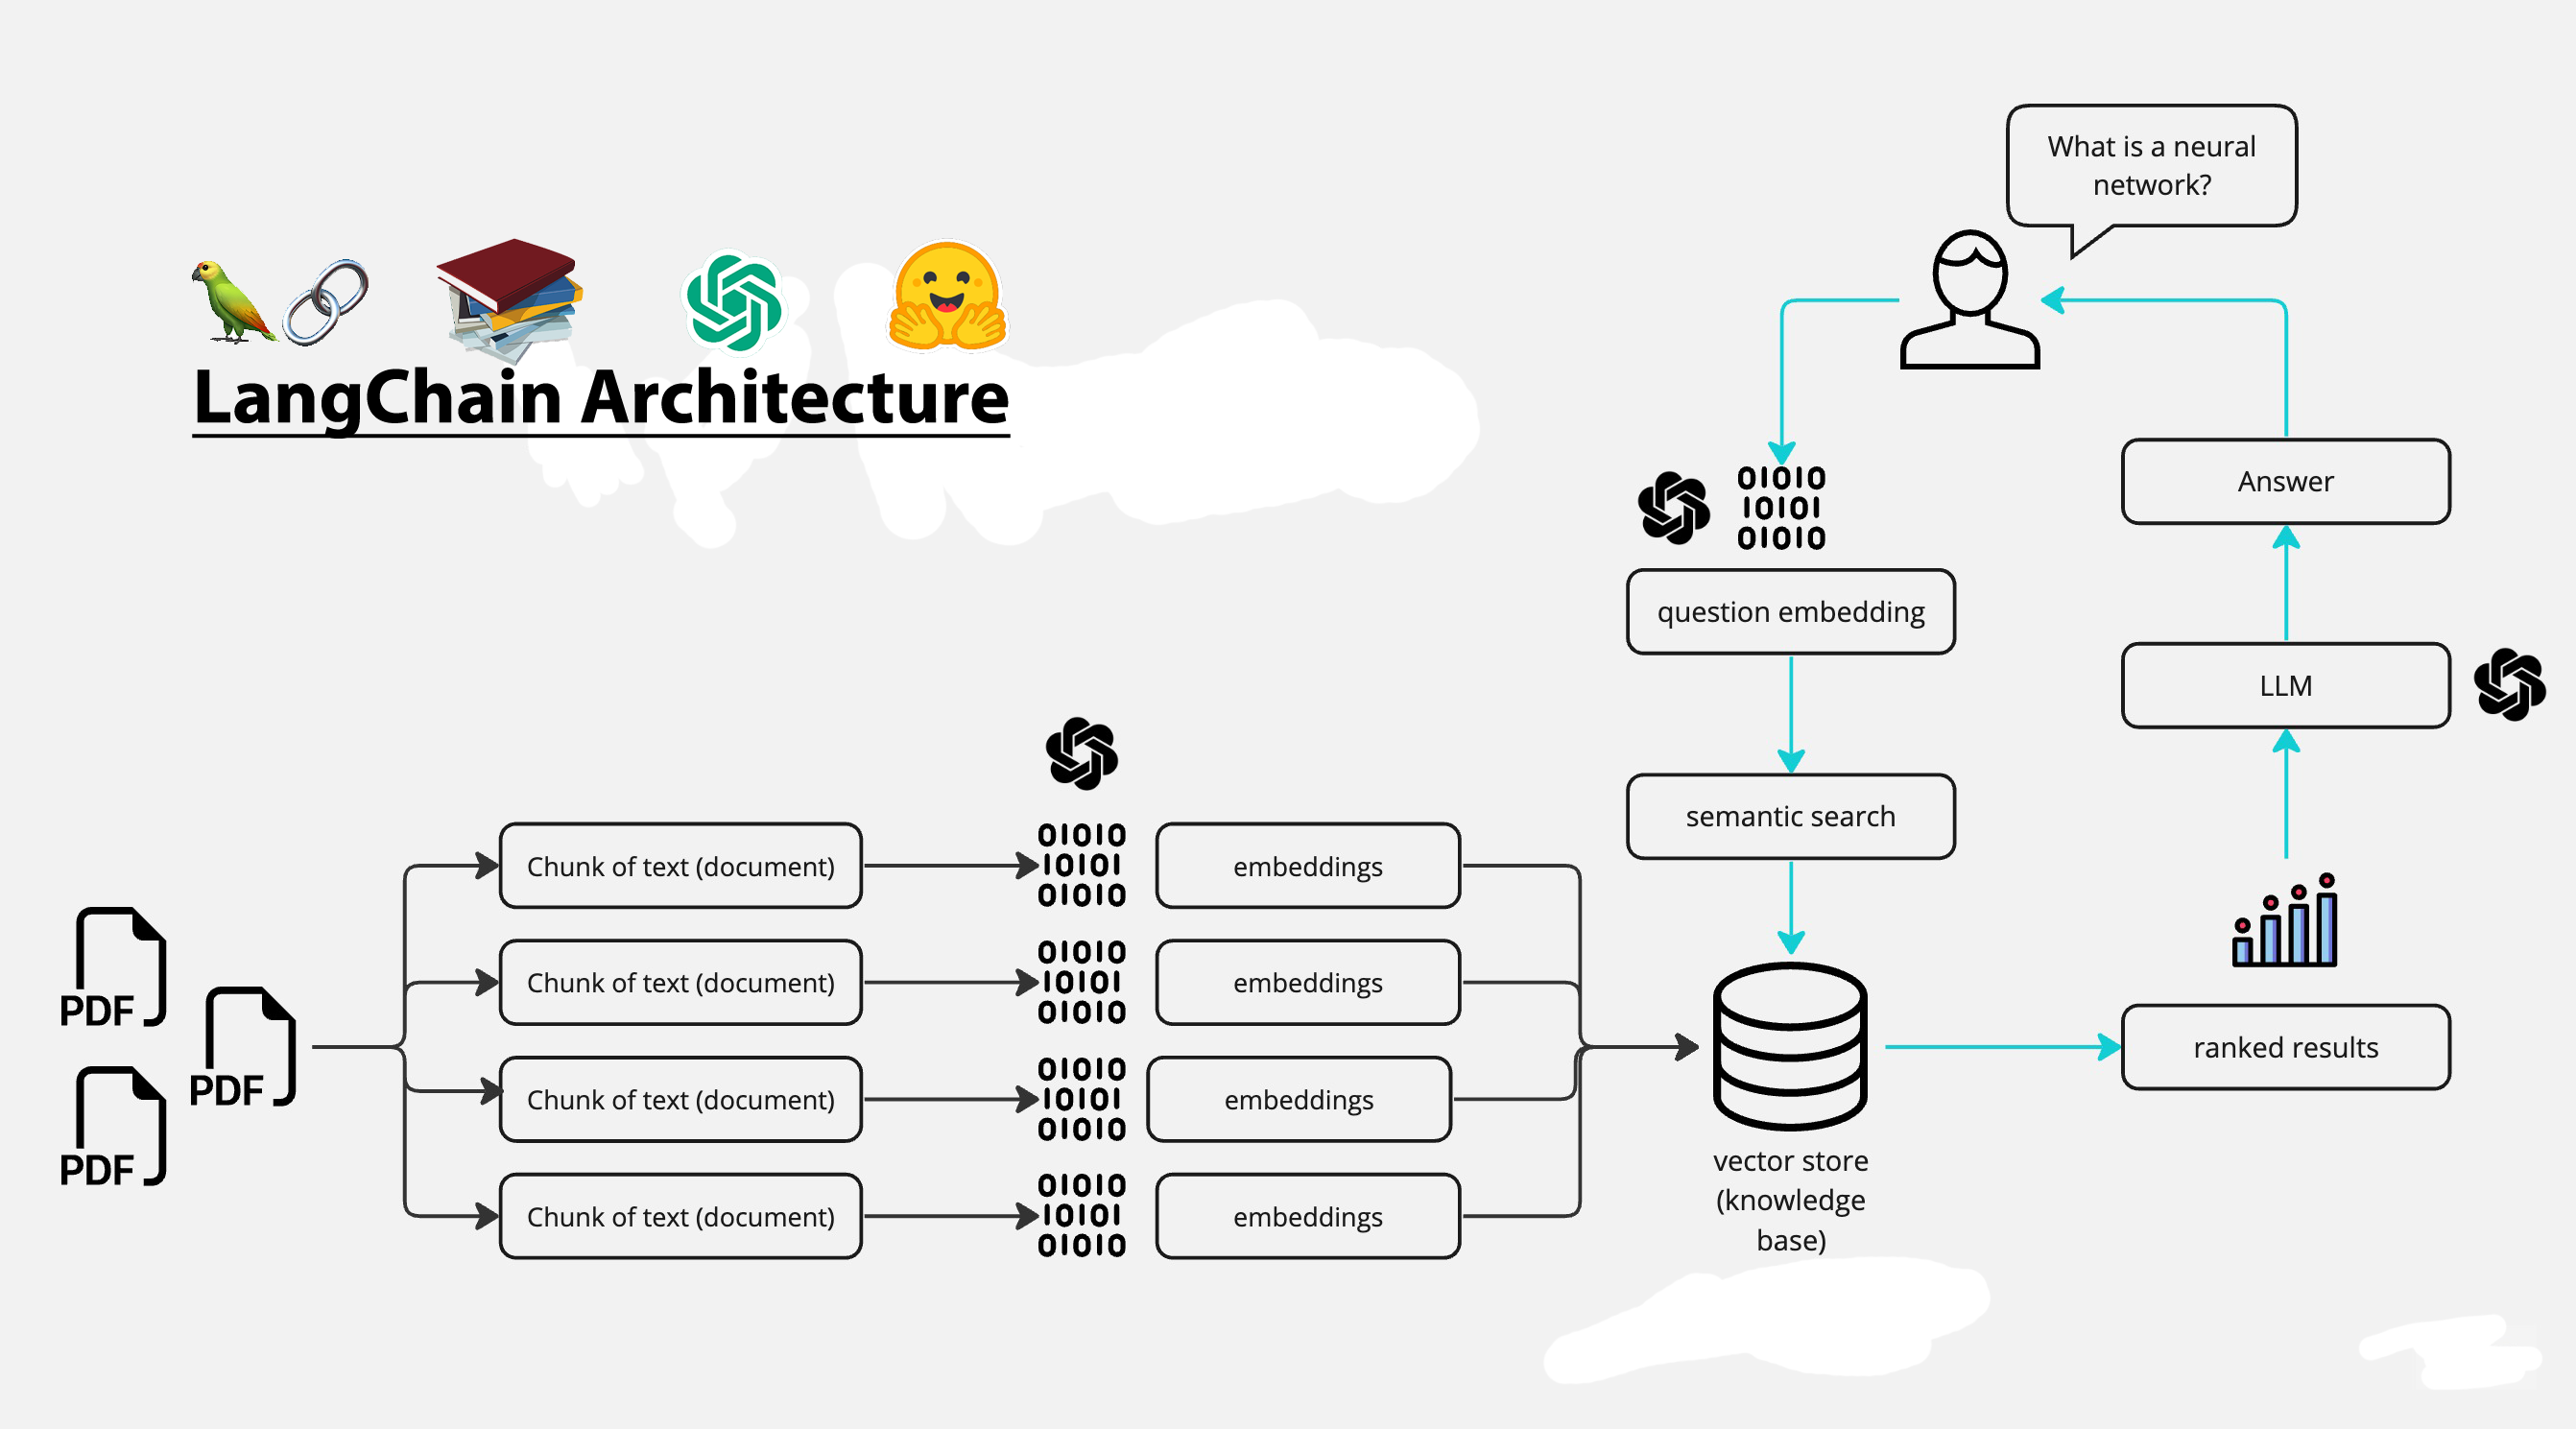 What is a neural
network?
LangChain Architecture
01010
10101
01010
Answer
question embedding
LLM
semantic search
01010
10101
01010
Chunk of text (document)
embeddings
01010
10101
01010
Chunk of text (document)
embeddings
PDF
PDF
ranked results
01010
10101
01010
Chunk of text (document)
embeddings
PDF
vector store
(knowledge
base)
01010
10101
01010
Chunk of text (document)
embeddings